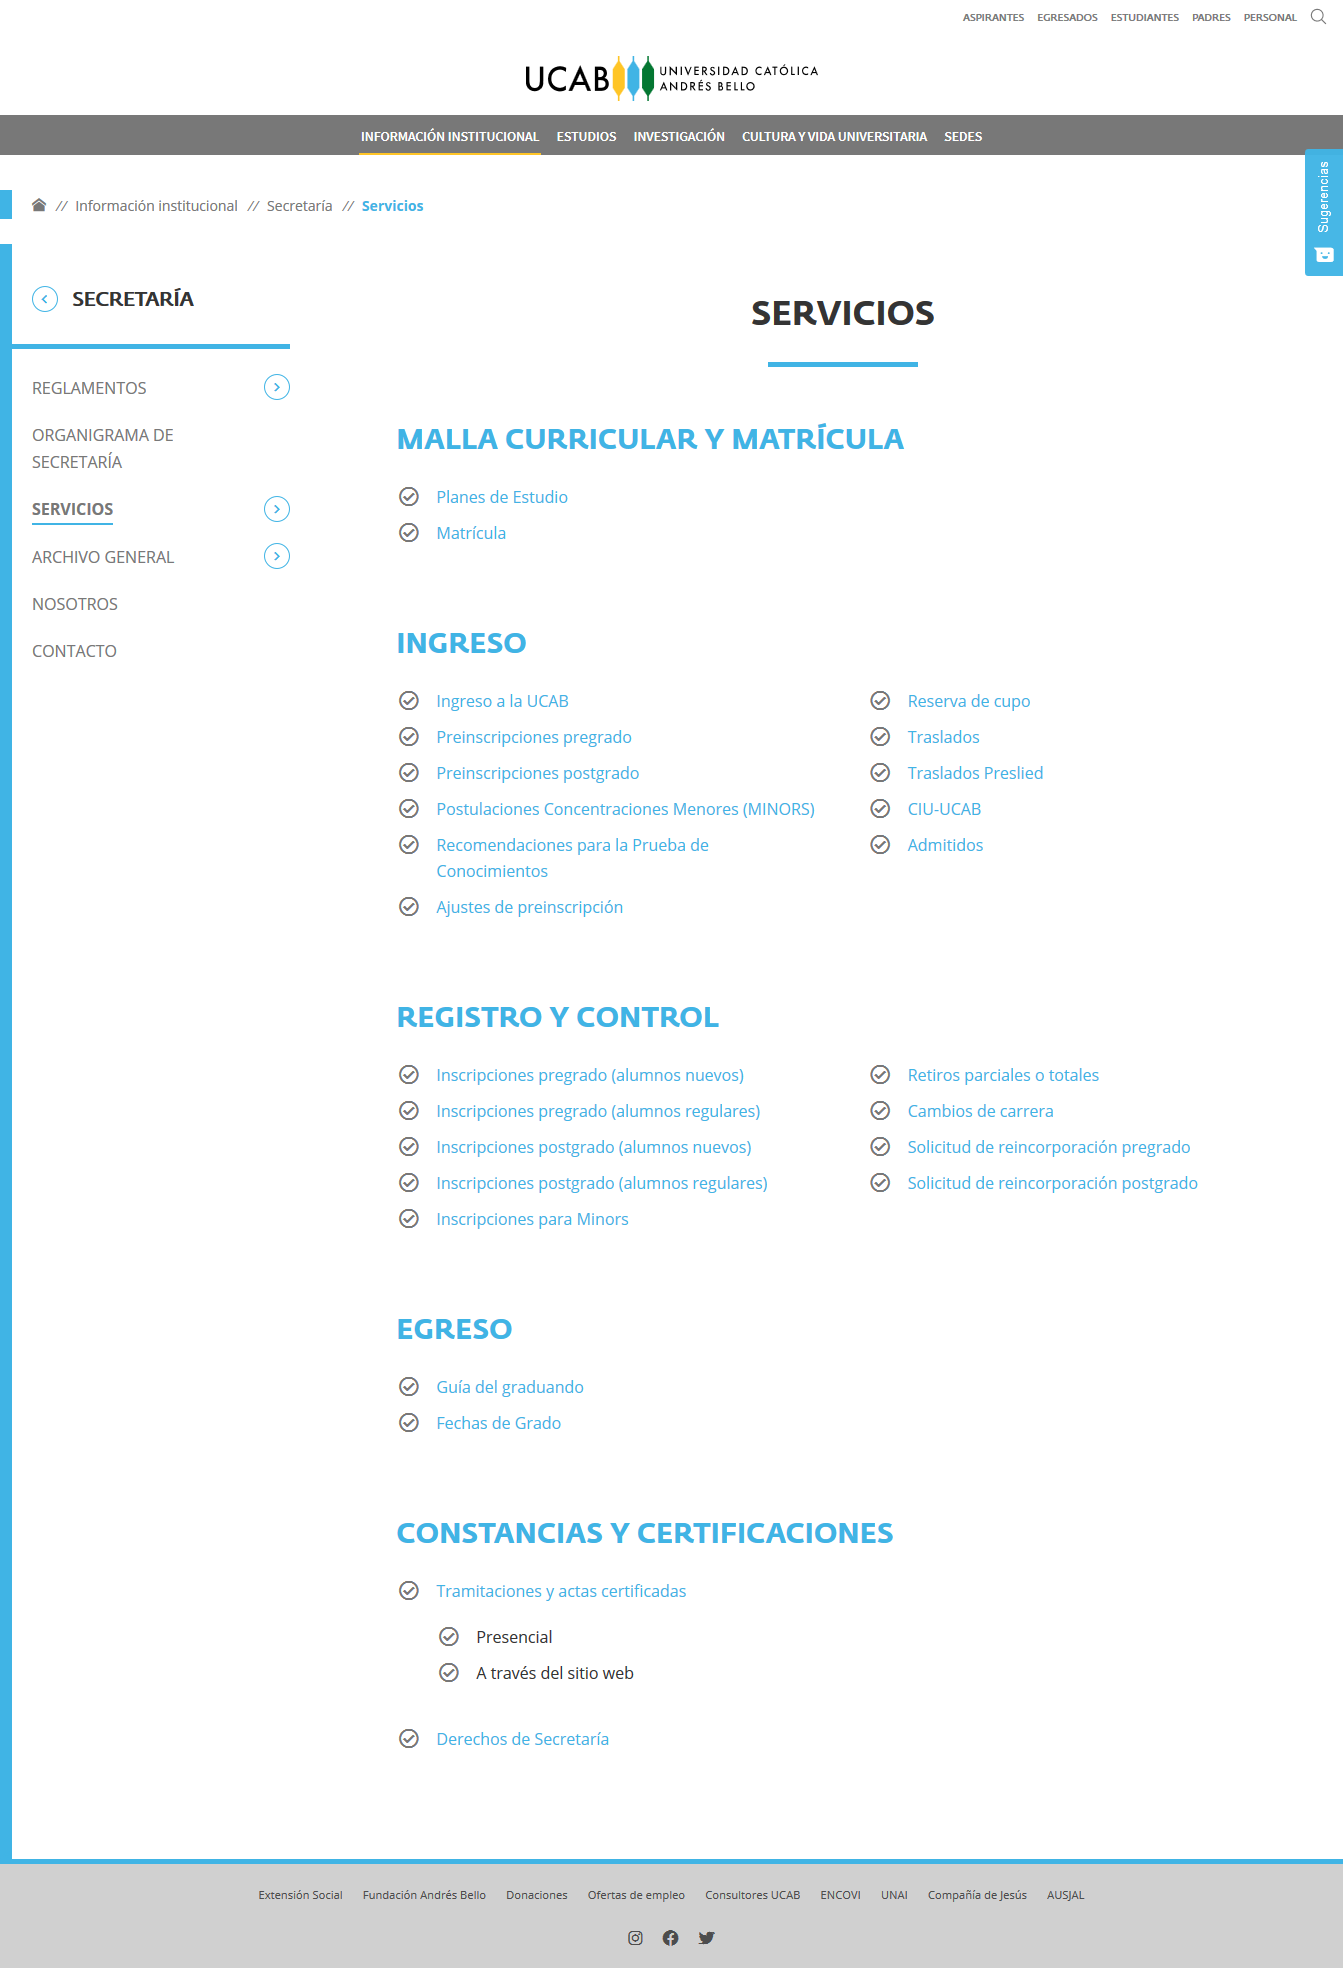 ASPIRANTES EGRESADOS ESTUDIANTES PADRES PERSONAL
UCAB UNIVERSIDAD CATÓLICA
ANDRÉS BELLO
INFORMACIÓN INSTITUCIONAL ESTUDIOS INVESTIGACIÓN CULTURA Y VIDA UNIVERSITARIA SEDES
Sugerencias
// Información institucional // Secretaría // Servicios
SECRETARÍA
REGLAMENTOS
ORGANIGRAMA DE
SECRETARÍA
SERVICIOS
ARCHIVO GENERAL
NOSOTROS
CONTACTO
SERVICIOS
MALLA CURRICULAR Y MATRÍCULA
Planes de Estudio
Matrícula
INGRESO
Ingreso a la UCAB
Preinscripciones pregrado
Preinscripciones postgrado
Postulaciones Concentraciones Menores (MINORS)
Recomendaciones para la Prueba de
Conocimientos
Ajustes de preinscripción
Reserva de cupo
Traslados
Traslados Preslied
CIU-UCAB
Admitidos
REGISTRO Y CONTROL
Inscripciones pregrado (alumnos nuevos)
Inscripciones pregrado (alumnos regulares)
Inscripciones postgrado (alumnos nuevos)
Inscripciones postgrado (alumnos regulares)
Inscripciones para Minors
Retiros parciales o totales
Cambios de carrera
Solicitud de reincorporación pregrado
Solicitud de reincorporación postgrado
EGRESO
Guía del graduando
Fechas de Grado
CONSTANCIAS Y CERTIFICACIONES
Tramitaciones y actas certificadas
Presencial
A través del sitio web
Derechos de Secretaría
Extensión Social Fundación Andrés Bello Donaciones Ofertas de empleo Consultores UCAB ENCOVI UNAI Compañía de Jesús AUSJAL